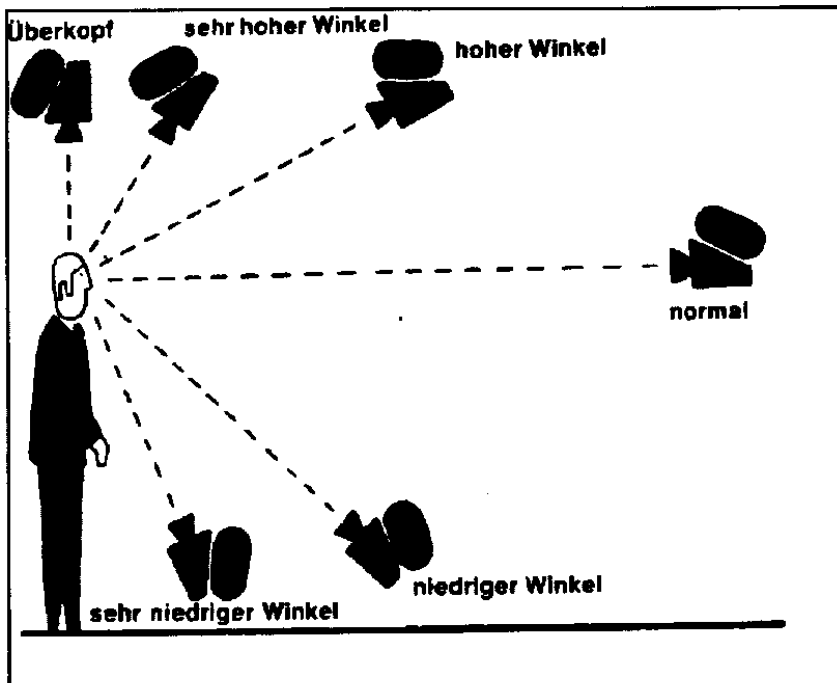 Überkopf
sehr hoher Winkel
hoher Winkel
normal
niedriger Winkel
sehr niedriger Winkel